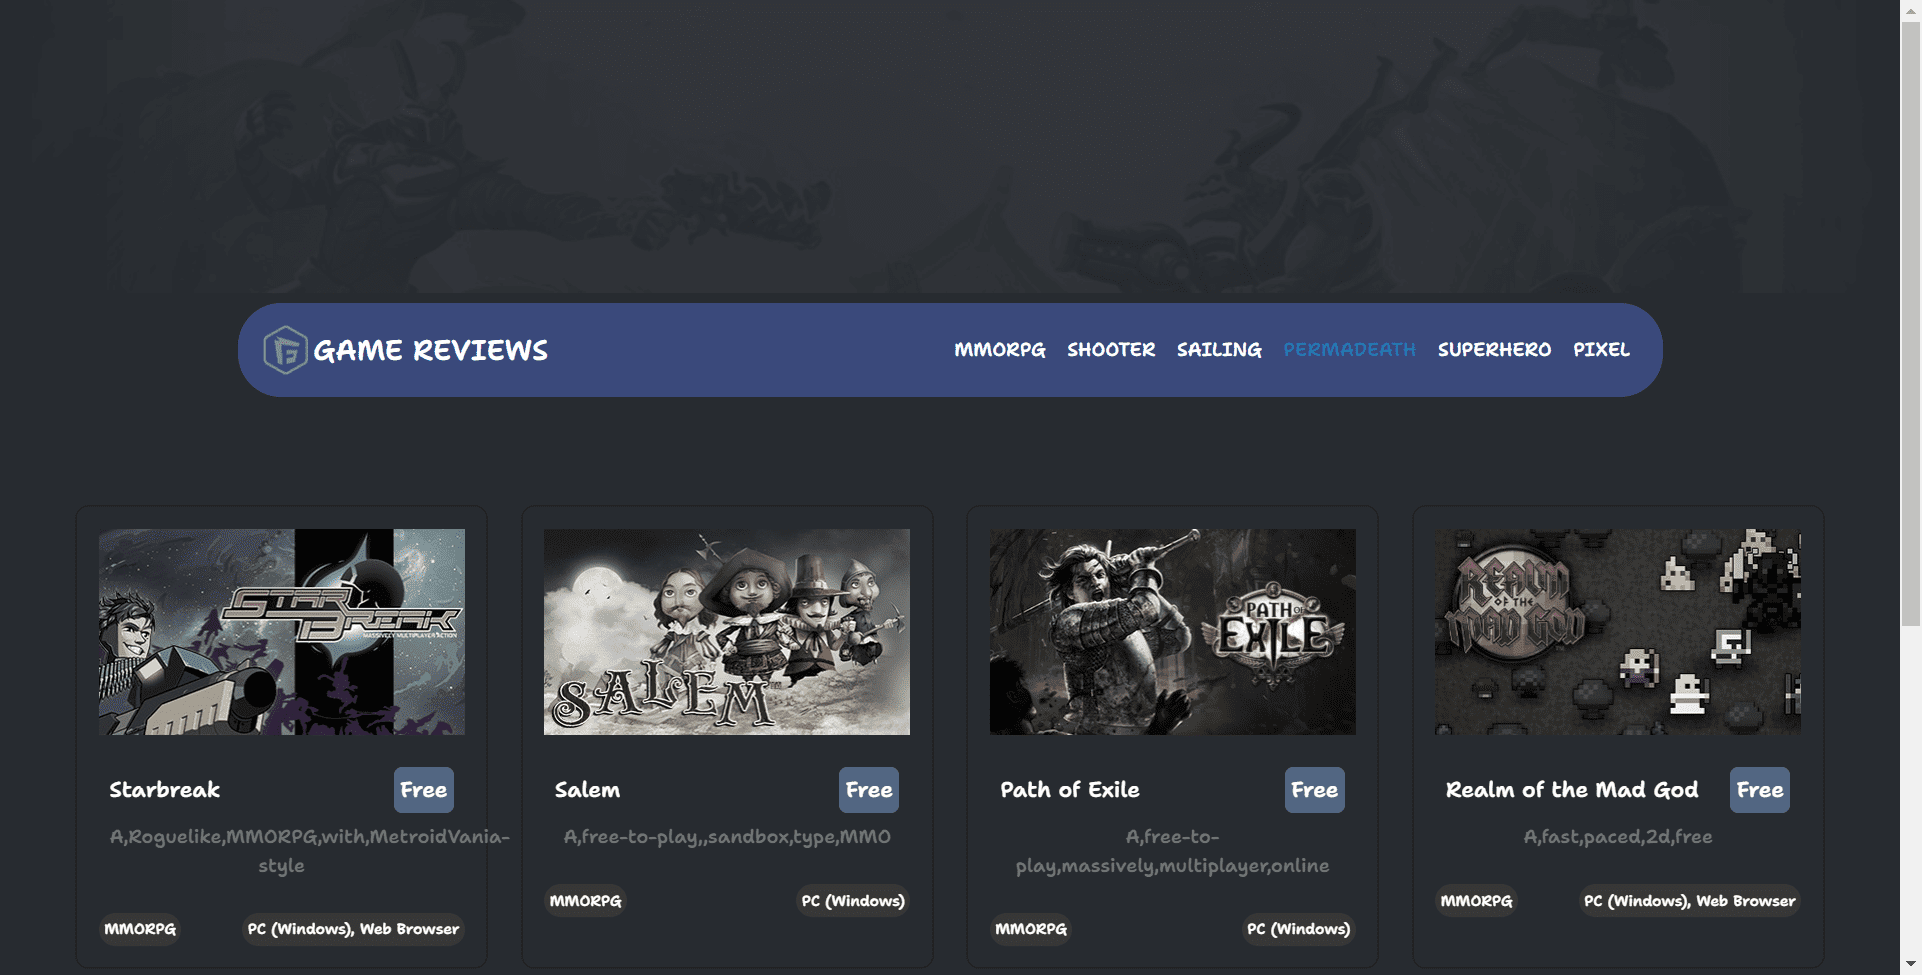 GAME REVIEWS
MMORPG SHOOTER SAILING PERMADEATH SUPERHERO PIXEL
STAR BREAK
MASSIVELY MULTIPLAYER ACTION
SALEM
PATH OF EXILE
REALM OF THE MAD GOD
Starbreak Free
A,Roguelike,MMORPG,with,MetroidVania-
style
MMORPG PC (Windows), Web Browser
Salem Free
A,free-to-play,,sandbox,type,MMO
MMORPG PC (Windows)
Path of Exile Free
A,free-to-
play,massively,multiplayer,online
MMORPG PC (Windows)
Realm of the Mad God Free
A,fast,paced,2d,free
MMORPG PC (Windows), Web Browser